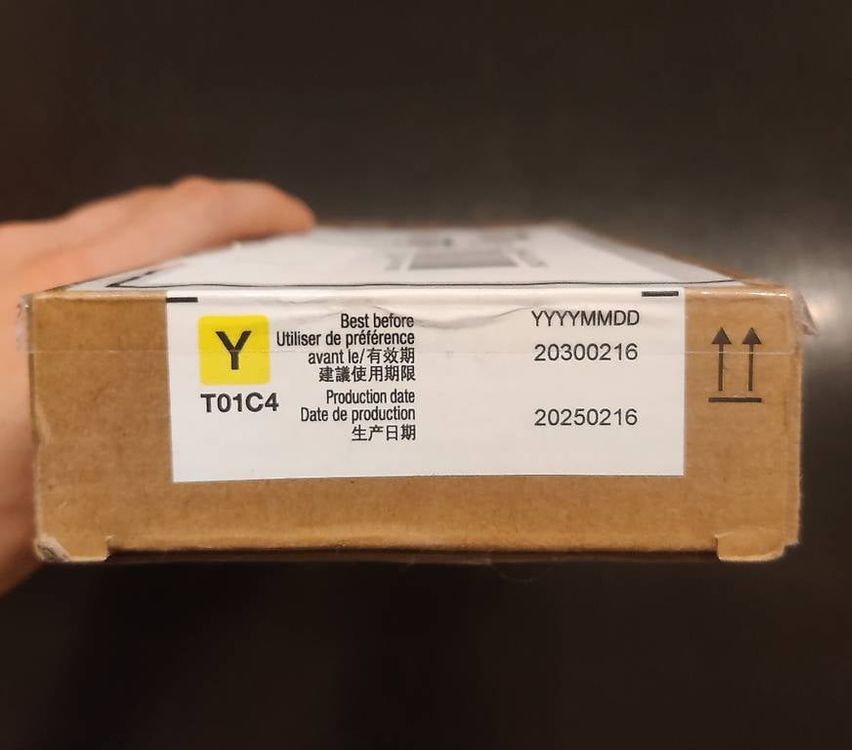 Y
T01C4
Best before
Utiliser de préférence
avant le/有效期
建議使用期限
YYYYMMDD
20300216
Production date
Date de production
生产日期
20250216